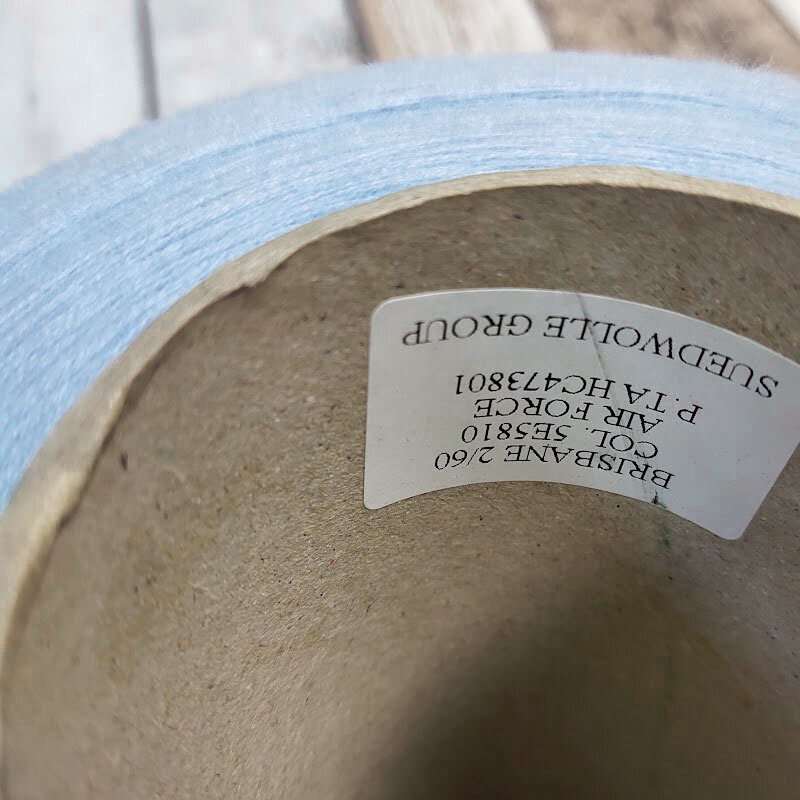 BRISBANE 2/60
COL. 5E5810
AIR FORCE
P.TA HC473801
SUEDWOLLE GROUP